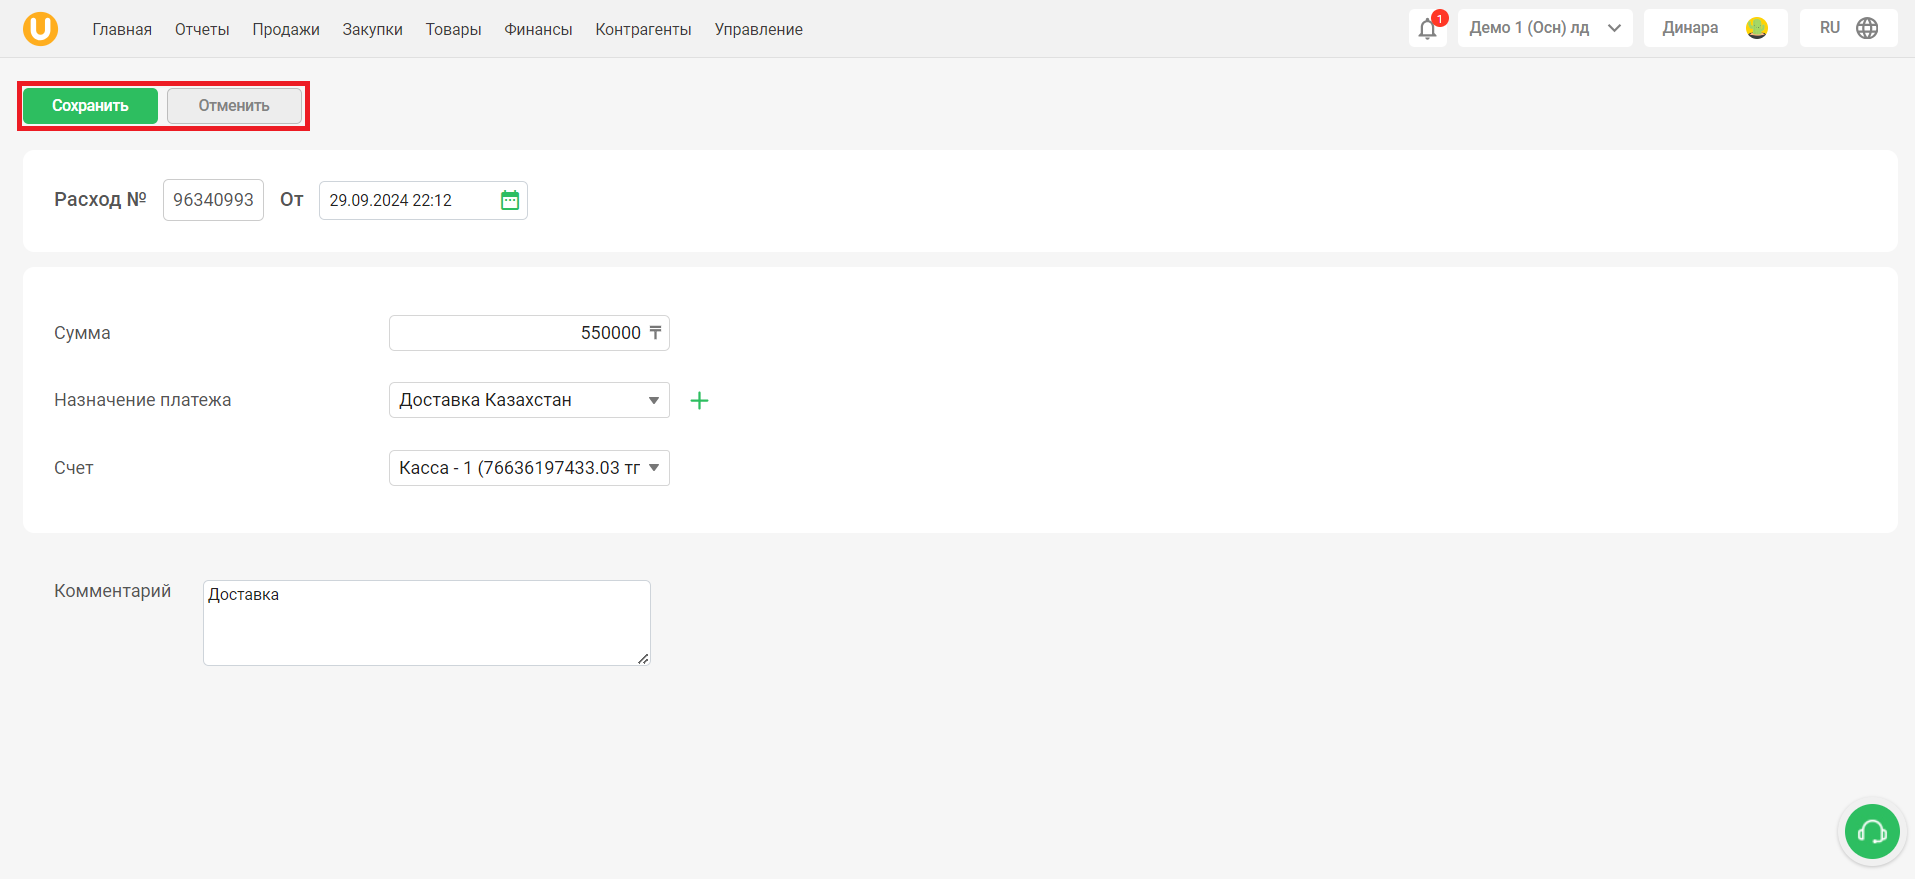 U Главная Отчеты Продажи Закупки Товары Финансы Контрагенты Управление 1 Демо 1 (Осн) лд Динара RU
Сохранить Отменить
Расход № 96340993 От 29.09.2024 22:12
Сумма 550000 ₸
Назначение платежа Доставка Казахстан
Счет Касса - 1 (76636197433.03 тг
Комментарий Доставка